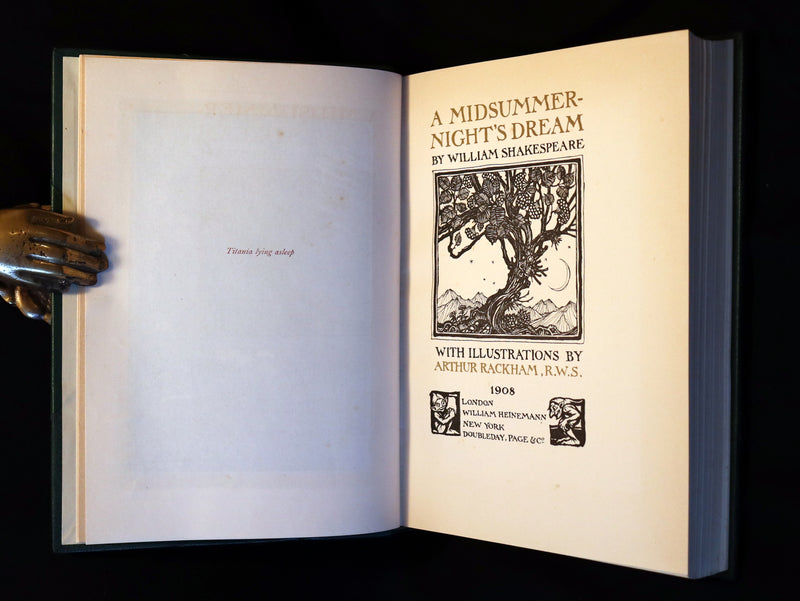 Titania lying asleep
A MIDSUMMER-
NIGHT'S DREAM
BY WILLIAM SHAKESPEARE
WITH ILLUSTRATIONS BY
ARTHUR RACKHAM, R.W.S.
1908
LONDON
WILLIAM HEINEMANN
NEW YORK
DOUBLEDAY, PAGE & Co